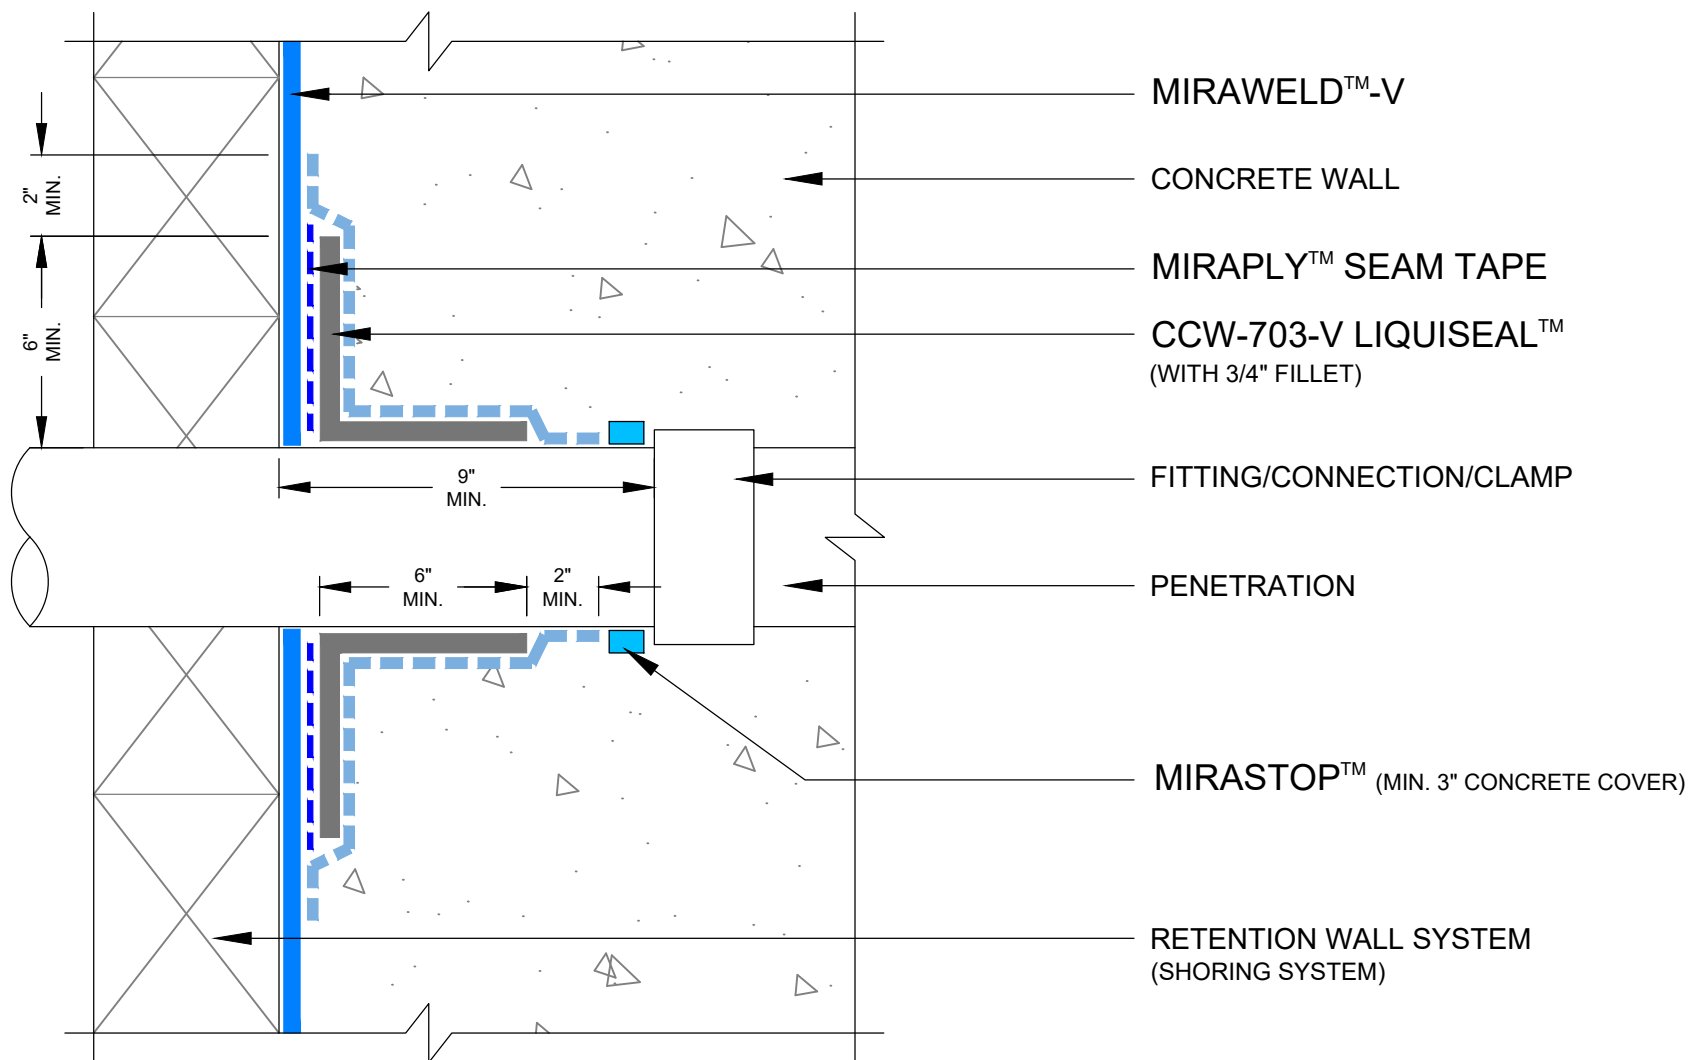 MIRAWELD™-V
CONCRETE WALL
MIRAPLY™ SEAM TAPE
CCW-703-V LIQUISEAL™
(WITH 3/4" FILLET)
FITTING/CONNECTION/CLAMP
PENETRATION
MIRASTOP™ (MIN. 3" CONCRETE COVER)
RETENTION WALL SYSTEM
(SHORING SYSTEM)
2"
MIN.
6"
MIN.
9"
MIN.
6"
MIN.
2"
MIN.